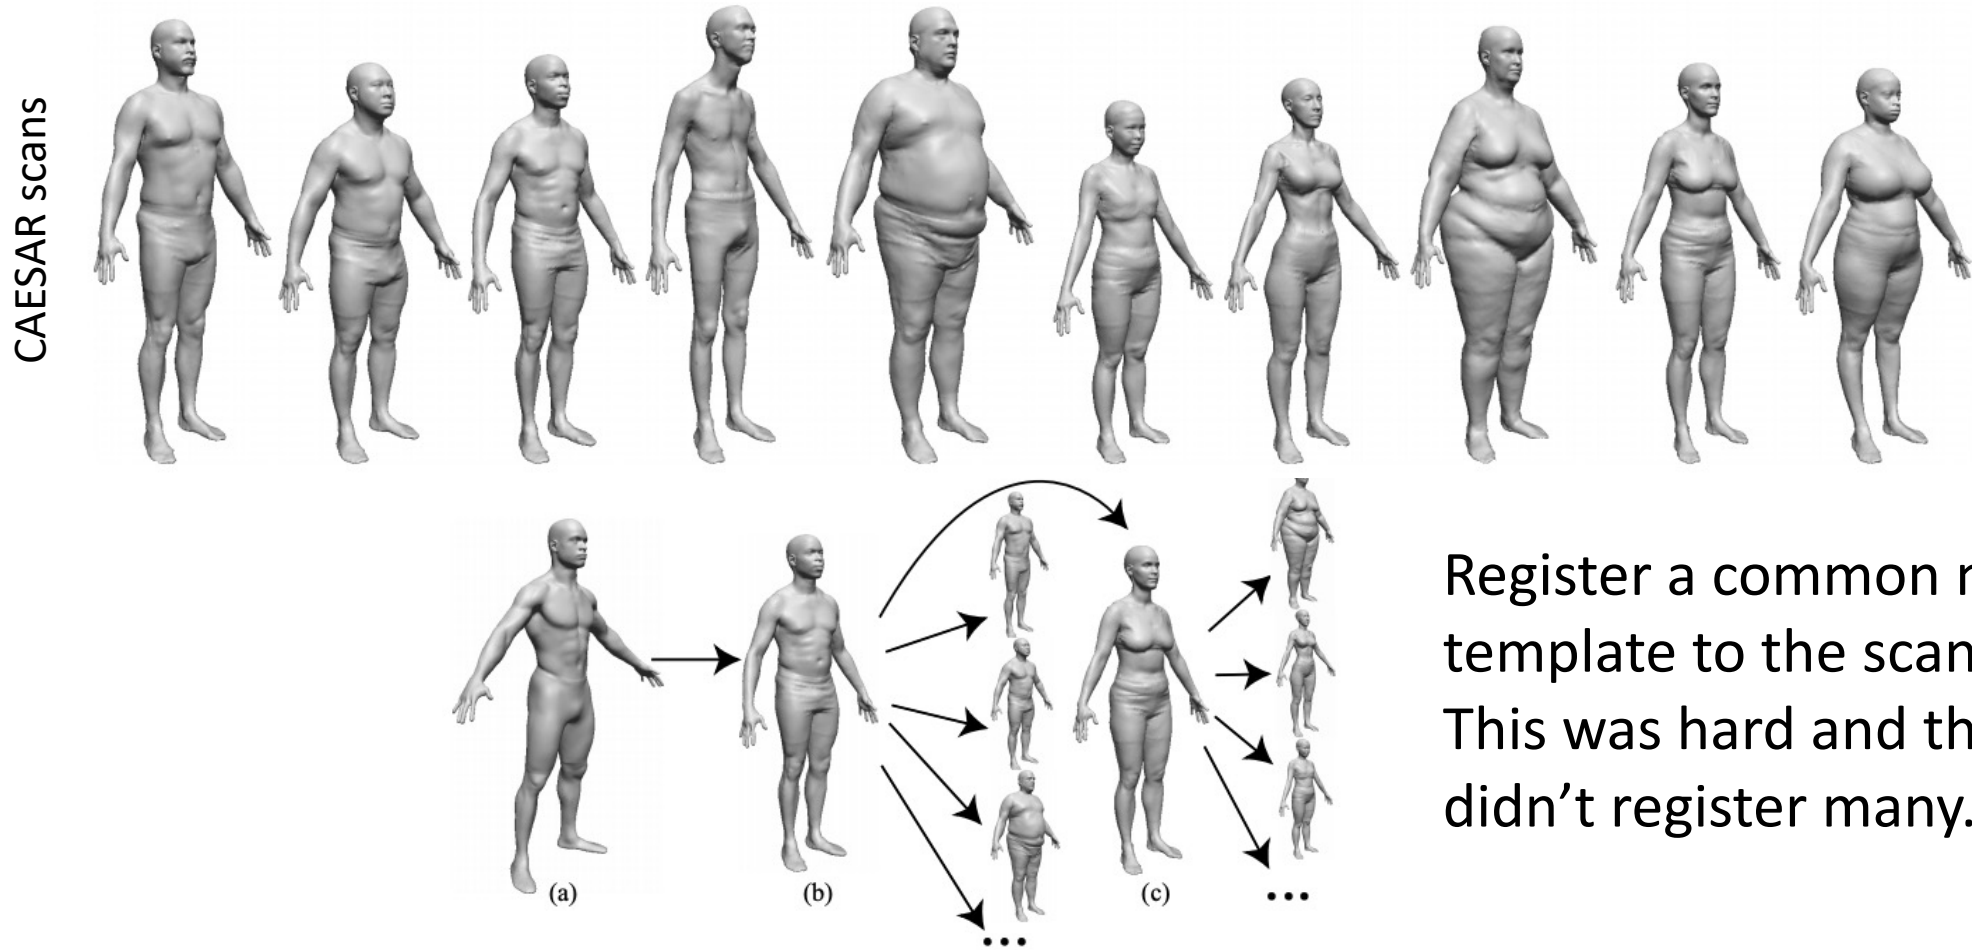 CAESAR scans
Register a common
template to the scan
This was hard and th
didn’t register many.
(a)
(b)
(c)